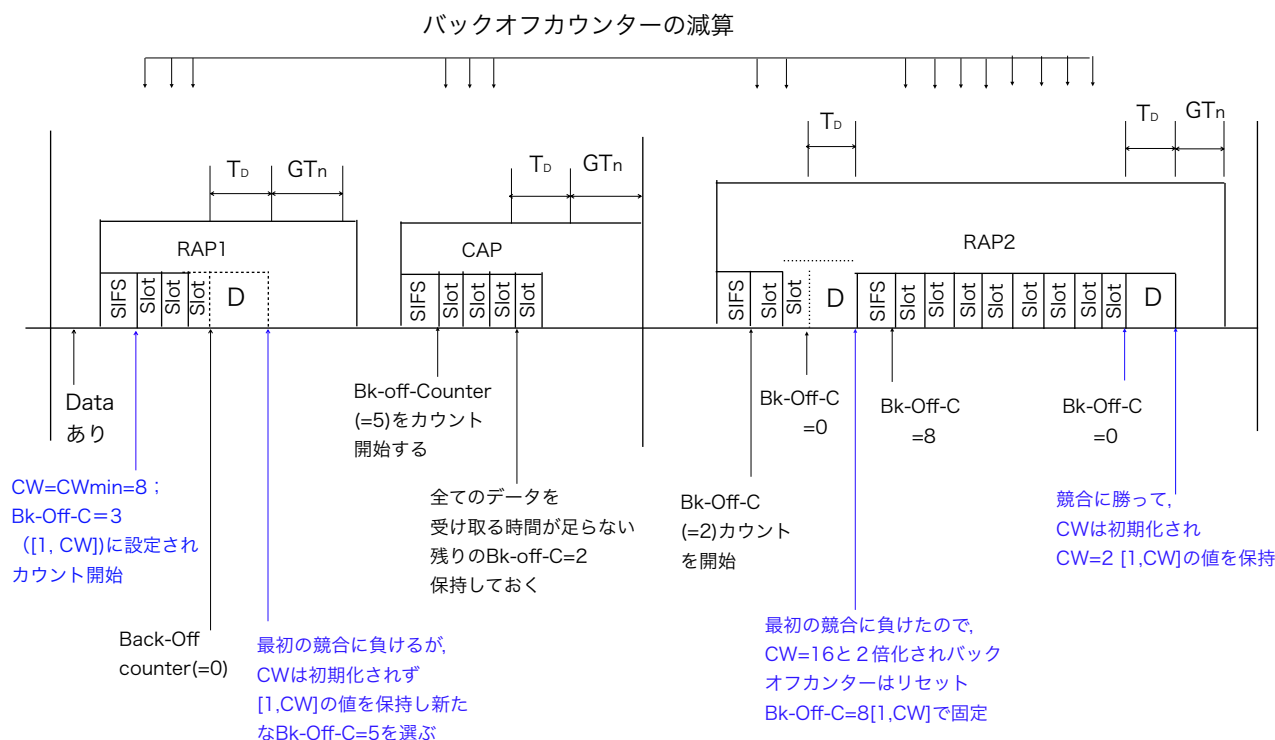 バックオフカウンターの減算
TD
GTn
TD
GTn
TD
TD
GTn
RAP1
CAP
RAP2
SIFS
Slot
Slot
Slot
D
SIFS
Slot
Slot
Slot
Slot
SIFS
Slot
Slot
D
SIFS
Slot
Slot
Slot
Slot
Slot
Slot
Slot
Slot
D
Data
あり
CW=CWmin=8；
Bk-Off-C＝3
（[1, CW])に設定され
カウント開始
Back-Off
counter(=0)
最初の競合に負けるが,
CWは初期化されず
[1,CW]の値を保持し新た
なBk-Off-C=5を選ぶ
Bk-off-Counter
(=5)をカウント
開始する
全てのデータを
受け取る時間が足らない
残りのBk-off-C=2
保持しておく
Bk-Off-C
(=2)カウント
を開始
Bk-Off-C
=0
最初の競合に負けたので,
CW=16と２倍化されバック
オフカンターはリセット
Bk-Off-C=8[1,CW]で固定
Bk-Off-C
=8
Bk-Off-C
=0
競合に勝って,
CWは初期化され
CW=2 [1,CW]の値を保持